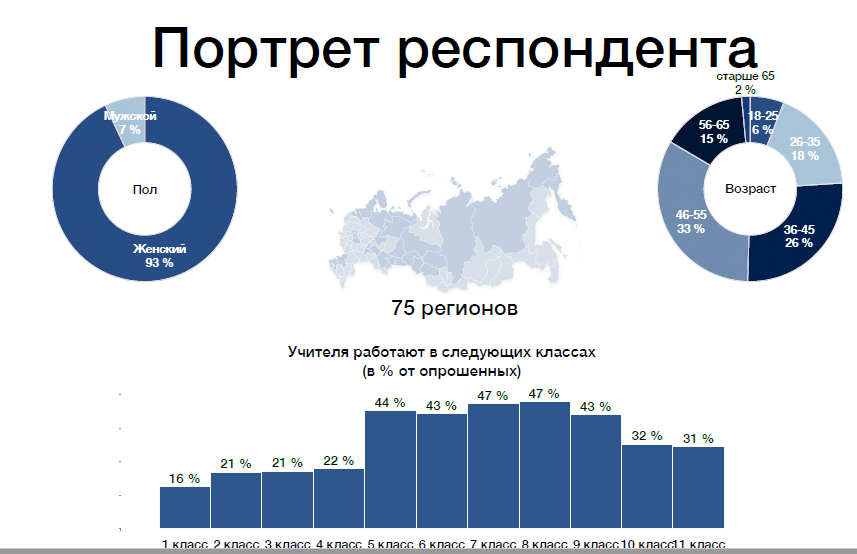 Портрет респондента
Мужской
7 %
Пол
Женский
93 %
75 регионов
старше 65
2 %
18-25
6 %
26-35
18 %
36-45
26 %
46-55
33 %
56-65
15 %
Возраст
Учителя работают в следующих классах
(в % от опрошенных)
16 %
21 %
21 %
22 %
44 %
43 %
47 %
47 %
43 %
32 %
31 %
1 класс
2 класс
3 класс
4 класс
5 класс
6 класс
7 класс
8 класс
9 класс
10 класс
11 класс